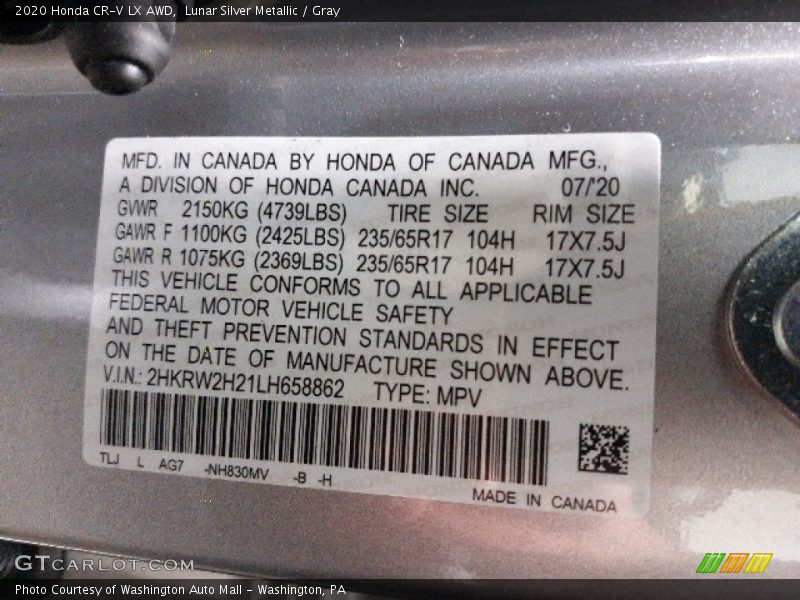 2020 Honda CR-V LX AWD, Lunar Silver Metallic / Gray
MFD. IN CANADA BY HONDA OF CANADA MFG.,
A DIVISION OF HONDA CANADA INC. 07/'20
GVWR 2150KG (4739LBS) TIRE SIZE RIM SIZE
GAWR F 1100KG (2425LBS) 235/65R17 104H 17X7.5J
GAWR R 1075KG (2369LBS) 235/65R17 104H 17X7.5J
THIS VEHICLE CONFORMS TO ALL APPLICABLE
FEDERAL MOTOR VEHICLE SAFETY
AND THEFT PREVENTION STANDARDS IN EFFECT
ON THE DATE OF MANUFACTURE SHOWN ABOVE.
V.I.N.: 2HKRW2H21LH658862 TYPE: MPV
TLJ L AG7 -NH830MV -B -H
MADE IN CANADA
GTCARLOT.COM
Photo Courtesy of Washington Auto Mall - Washington, PA